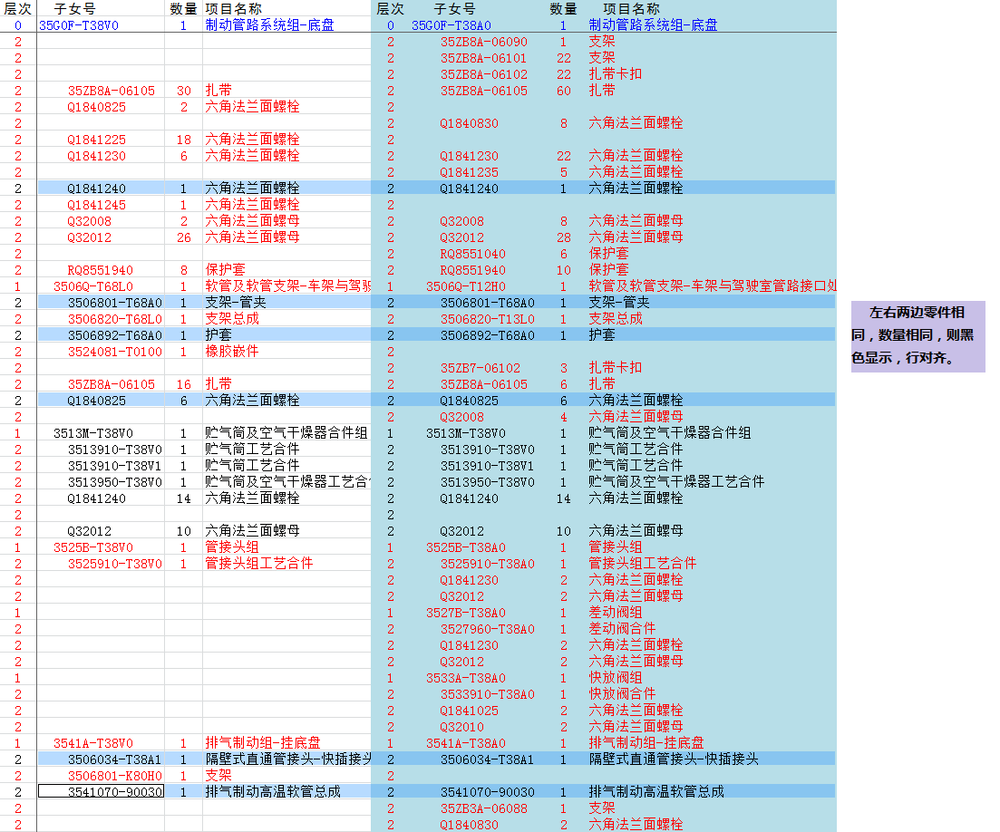 层次 子女号 数量 项目名称 层次 子女号 数量 项目名称
0 35G0F-T38V0 1 制动管路系统组-底盘 0 35G0F-T38A0 1 制动管路系统组-底盘
2 2 35ZB8A-06090 1 支架
2 2 35ZB8A-06101 22 支架
2 2 35ZB8A-06102 22 扎带卡扣
2 35ZB8A-06105 30 扎带 2 35ZB8A-06105 60 扎带
2 Q1840825 2 六角法兰面螺栓 2
2 2 Q1840830 8 六角法兰面螺栓
2 Q1841225 18 六角法兰面螺栓 2
2 Q1841230 6 六角法兰面螺栓 2 Q1841230 22 六角法兰面螺栓
2 2 Q1841235 5 六角法兰面螺栓
2 Q1841240 1 六角法兰面螺栓 2 Q1841240 1 六角法兰面螺栓
2 Q1841245 1 六角法兰面螺栓 2
2 Q32008 2 六角法兰面螺母 2 Q32008 8 六角法兰面螺母
2 Q32012 26 六角法兰面螺母 2 Q32012 28 六角法兰面螺母
2 2 RQ8551040 6 保护套
2 RQ8551940 8 保护套 2 RQ8551940 10 保护套
1 3506Q-T68L0 1 软管及软管支架-车架与驾驶 1 3506Q-T12H0 1 软管及软管支架-车架与驾驶室管路接口处
2 3506801-T68A0 1 支架-管夹 2 3506801-T68A0 1 支架-管夹
2 3506820-T68L0 1 支架总成 2 3506820-T13L0 1 支架总成
2 3506892-T68A0 1 护套 2 3506892-T68A0 1 护套
2 3524081-T0100 1 橡胶嵌件 2
2 2 35ZB7-06102 3 扎带卡扣
2 35ZB8A-06105 16 扎带 2 35ZB8A-06105 6 扎带
2 Q1840825 6 六角法兰面螺栓 2 Q1840825 6 六角法兰面螺栓
2 2 Q32008 4 六角法兰面螺母
1 3513M-T38V0 1 贮气筒及空气干燥器合件组 1 3513M-T38V0 1 贮气筒及空气干燥器合件组
2 3513910-T38V0 1 贮气筒工艺合件 2 3513910-T38V0 1 贮气筒工艺合件
2 3513910-T38V1 1 贮气筒工艺合件 2 3513910-T38V1 1 贮气筒工艺合件
2 3513950-T38V0 1 贮气筒及空气干燥器工艺合 2 3513950-T38V0 1 贮气筒及空气干燥器工艺合件
2 Q1841240 14 六角法兰面螺栓 2 Q1841240 14 六角法兰面螺栓
2 2
2 Q32012 10 六角法兰面螺母 2 Q32012 10 六角法兰面螺母
1 3525B-T38V0 1 管接头组 1 3525B-T38A0 1 管接头组
2 3525910-T38V0 1 管接头组工艺合件 2 3525910-T38A0 1 管接头组工艺合件
2 2 Q1841230 2 六角法兰面螺栓
2 2 Q32012 2 六角法兰面螺母
1 1 3527B-T38A0 1 差动阀组
2 2 3527960-T38A0 1 差动阀合件
2 2 Q1841230 2 六角法兰面螺栓
2 2 Q32012 2 六角法兰面螺母
1 1 3533A-T38A0 1 快放阀组
2 2 3533910-T38A0 1 快放阀合件
2 2 Q1841025 2 六角法兰面螺栓
2 2 Q32010 2 六角法兰面螺母
1 3541A-T38V0 1 排气制动组-挂底盘 1 3541A-T38A0 1 排气制动组-挂底盘
2 3506034-T38A1 1 隔壁式直通管接头-快插接头 2 3506034-T38A1 1 隔壁式直通管接头-快插接头
2 3506801-K80H0 1 支架 2
2 3541070-90030 1 排气制动高温软管总成 2 3541070-90030 1 排气制动高温软管总成
2 2 35ZB3A-06088 1 支架
2 2 Q1840830 2 六角法兰面螺栓
左右两边零件相
同，数量相同，则黑
色显示，行对齐。